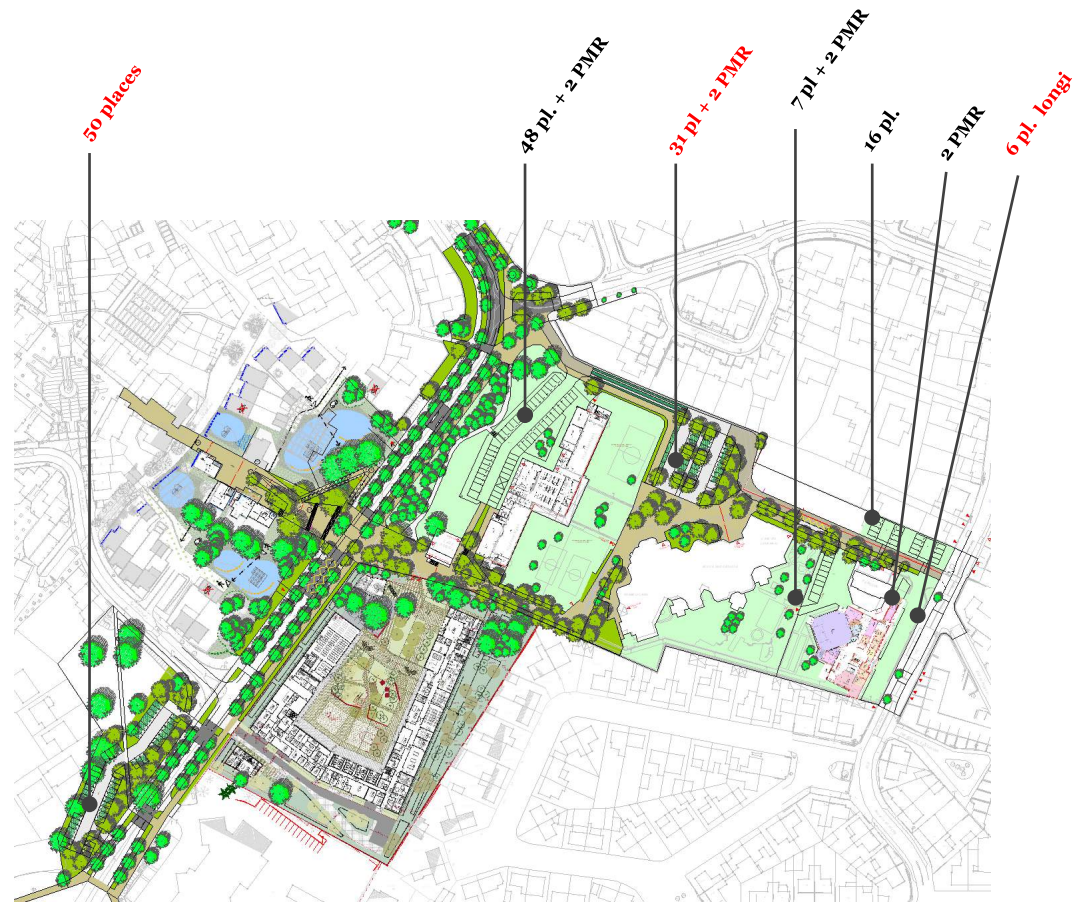 50 places
48 pl. + 2 PMR
31 pl + 2 PMR
7 pl + 2 PMR
16 pl.
2 PMR
6 pl. longi